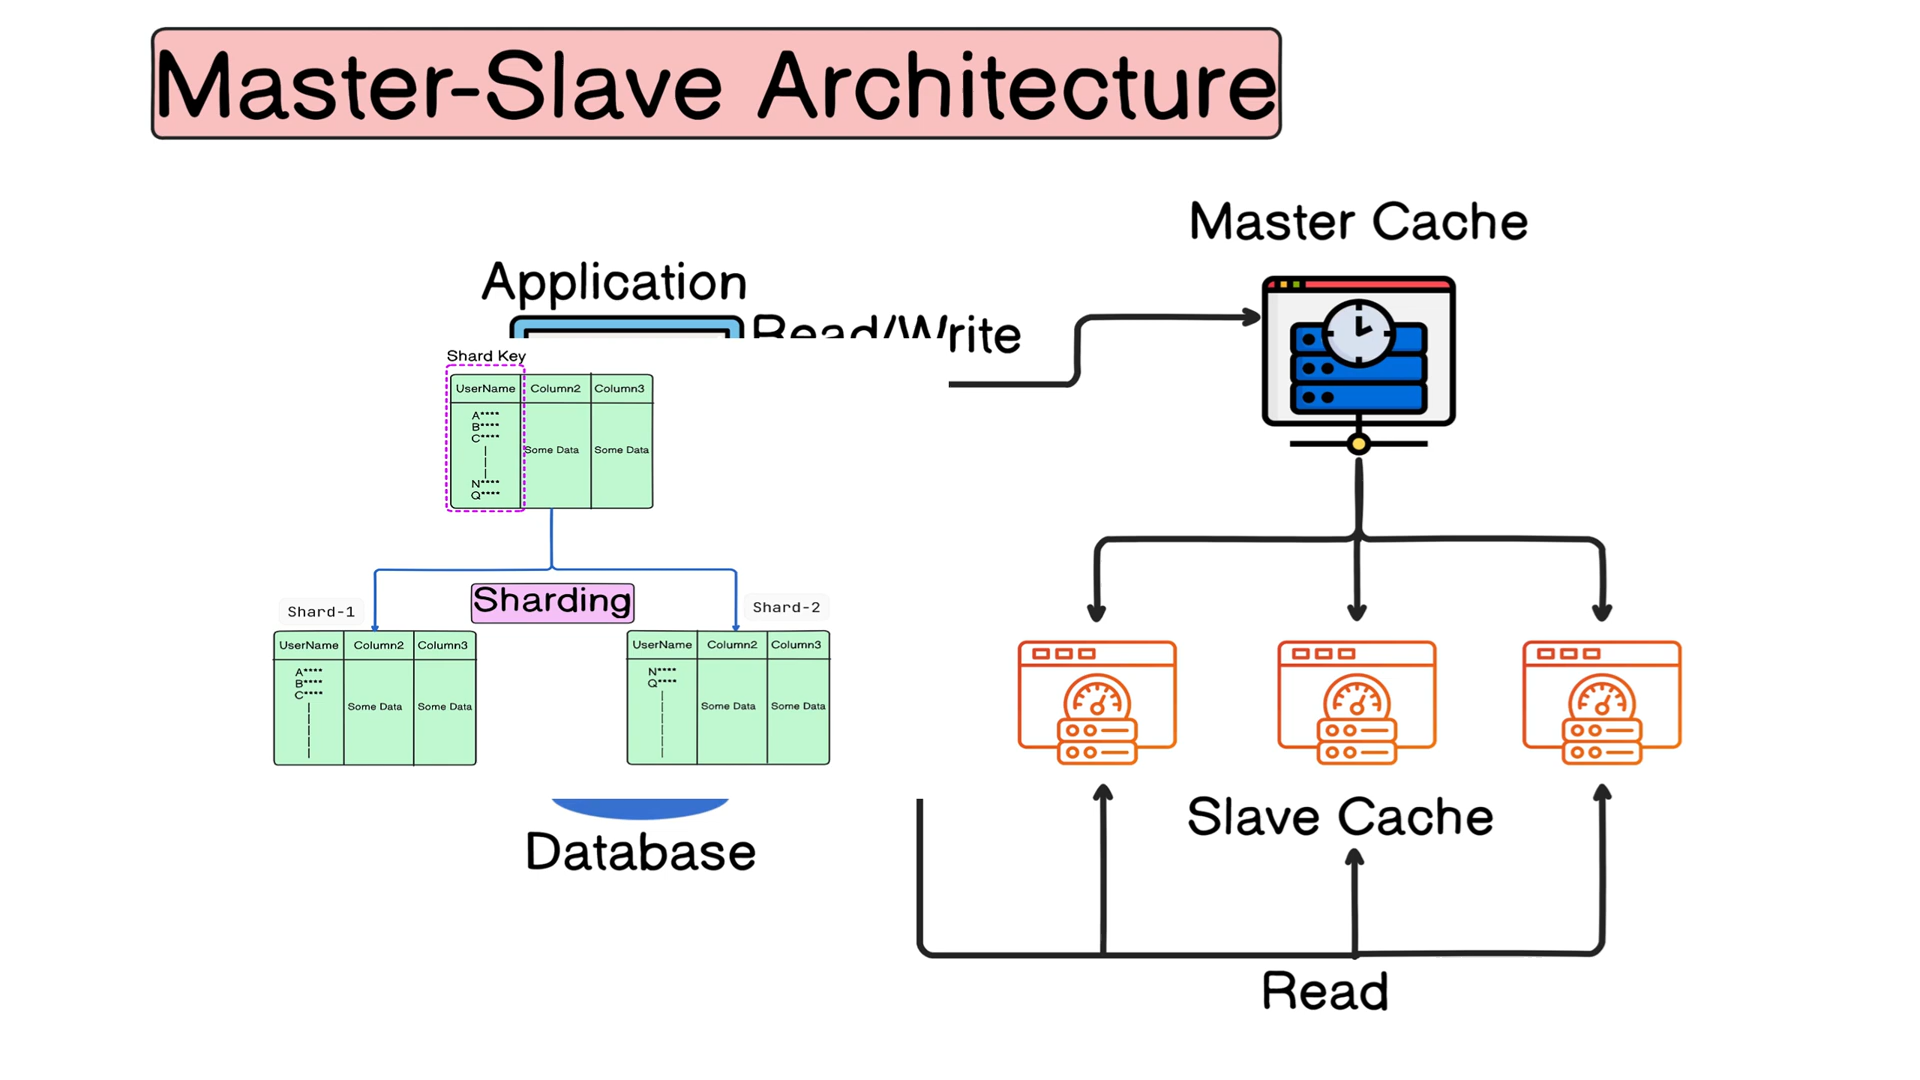 Master-Slave Architecture
Master Cache
Application
Read/Write
Shard Key
UserName Column2 Column3
A****
B****
C****
Some Data Some Data
N****
Q****
Sharding
Shard-1
Shard-2
UserName Column2 Column3
A****
B****
C****
Some Data Some Data
UserName Column2 Column3
N****
Q****
Some Data Some Data
Slave Cache
Database
Read